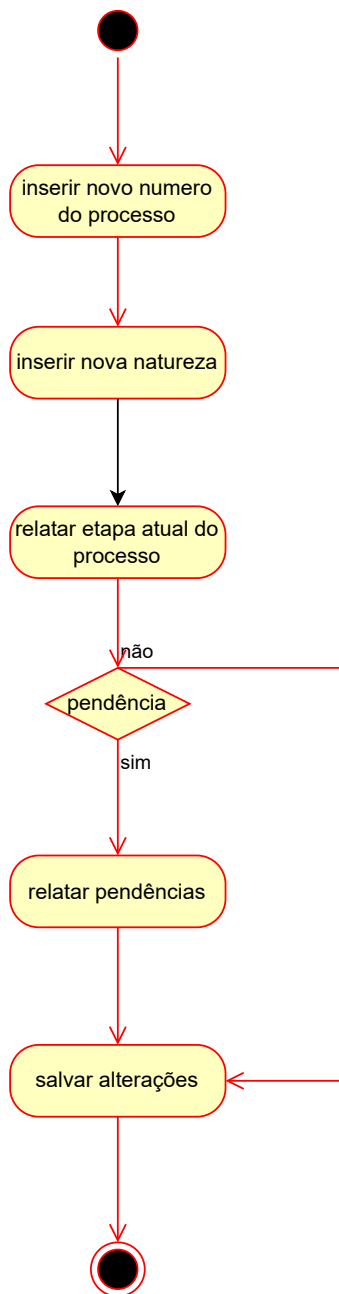 inserir novo numero
do processo
inserir nova natureza
relatar etapa atual do
processo
não
pendência
sim
relatar pendências
salvar alterações